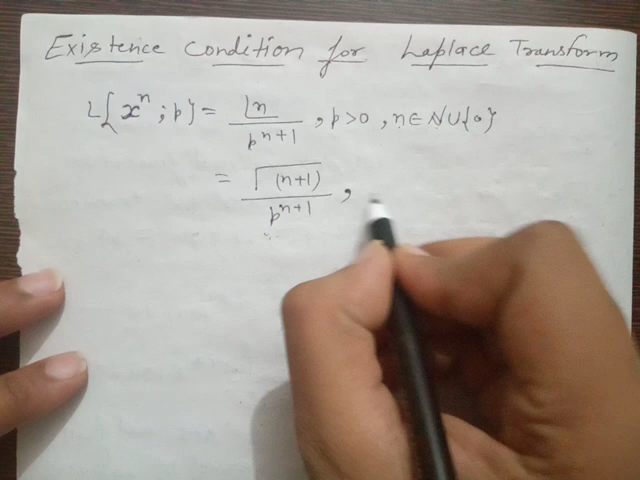 Existence Condition for Laplace Transform
L{x^n ; p} = ⌊n / p^{n+1} , p>0 , n∈N∪{0}
= Γ(n+1) / p^{n+1} ,